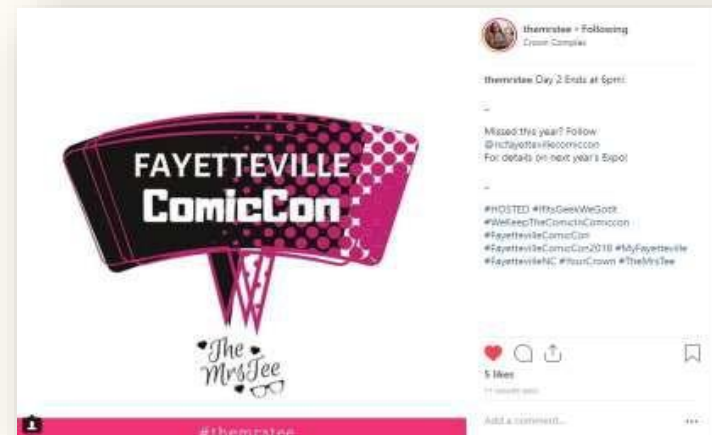 FAYETTEVILLE
ComicCon
The
MrsTee
#themrstee
themrstee • Following
Crown Complex
themrstee Day 2 Ends at 6pm!
Missed this year? Follow
@ncfayettevillecomiccon
For details on next year's Expo!
#HOSTED #IfItsGeekWeGotIt
#WeKeepTheComicInComiccon
#FayettevilleComicCon
#FayettevilleComicCon2018 #MyFayetteville
#FayettevilleNC #YourCrown #TheMrsTee
5 likes
Add a comment...